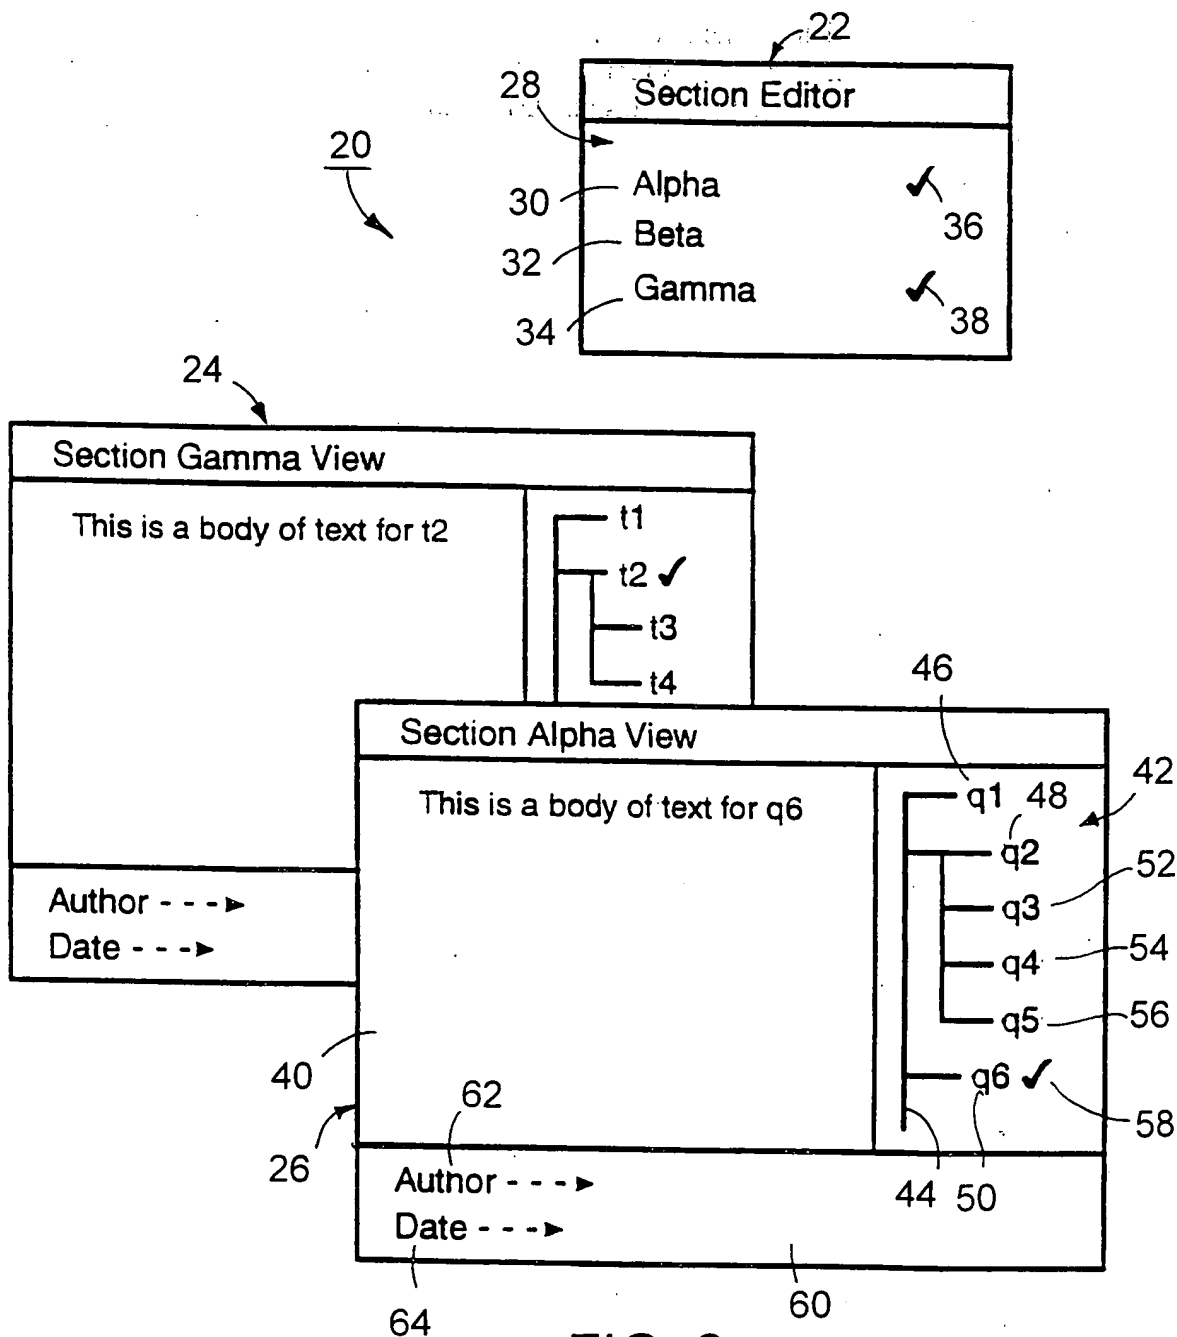 22
Section Editor
28
20
Alpha ✓
30
36
Beta
32
Gamma ✓
34
38
24
Section Gamma View
This is a body of text for t2
t1
t2 ✓
t3
t4
46
Section Alpha View
42
This is a body of text for q6
q1
48
q2
52
Author - - ->
q3
Date - - ->
54
q4
56
q5
40
q6 ✓
62
58
26
Author - - ->
44
50
Date - - ->
64
60